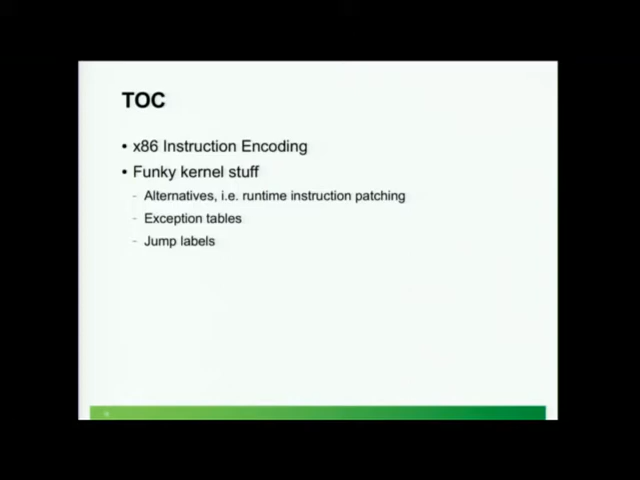 TOC
• x86 Instruction Encoding
• Funky kernel stuff
- Alternatives, i.e. runtime instruction patching
- Exception tables
- Jump labels